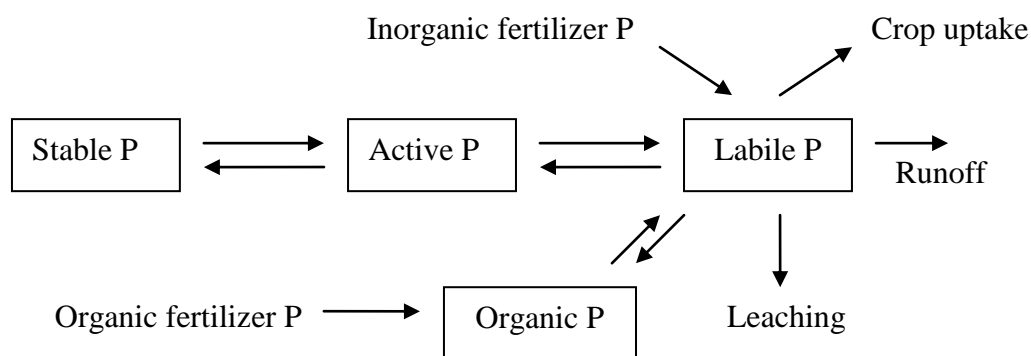 Inorganic fertilizer P
Crop uptake
Stable P
Active P
Labile P
Runoff
Organic fertilizer P
Organic P
Leaching